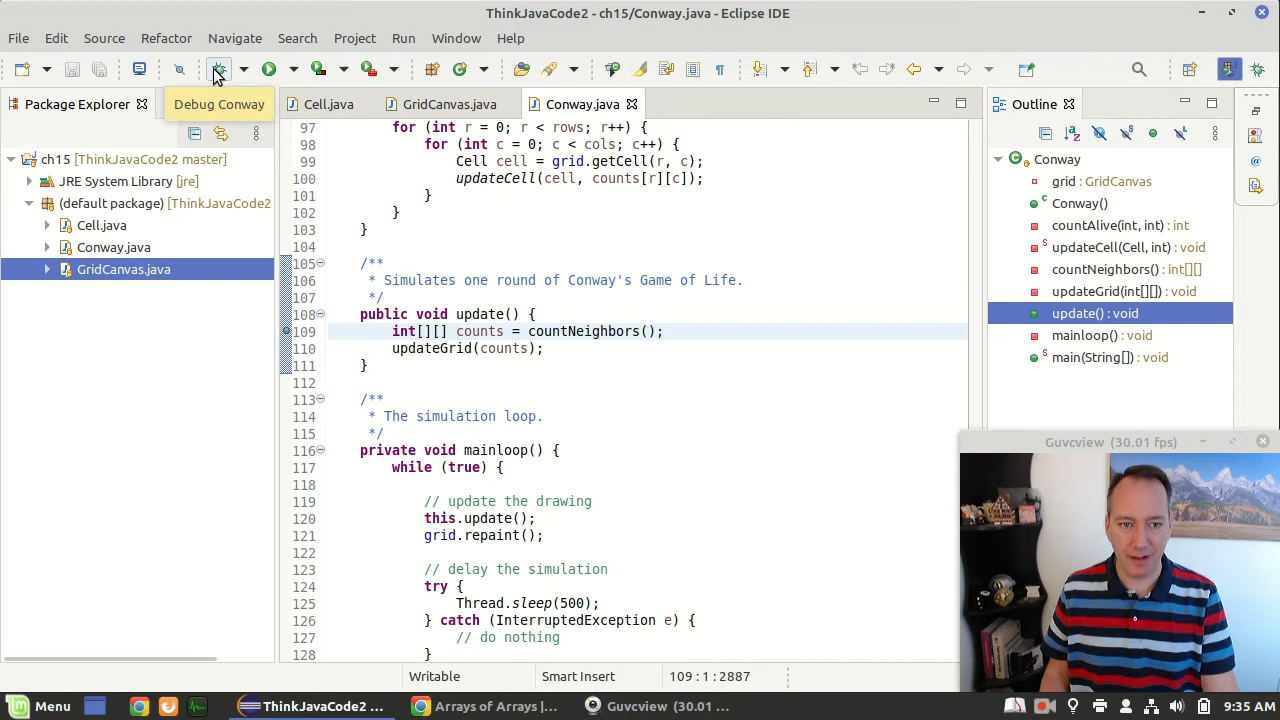 ThinkJavaCode2 - ch15/Conway.java - Eclipse IDE
File Edit Source Refactor Navigate Search Project Run Window Help
Package Explorer
Debug Conway
Cell.java
GridCanvas.java
Conway.java
Outline
ch15 [ThinkJavaCode2 master]
JRE System Library [jre]
(default package) [ThinkJavaCode2
Cell.java
Conway.java
GridCanvas.java
97 for (int r = 0; r < rows; r++) {
98 for (int c = 0; c < cols; c++) {
99 Cell cell = grid.getCell(r, c);
100 updateCell(cell, counts[r][c]);
101 }
102 }
103 }
104
105 /**
106 * Simulates one round of Conway's Game of Life.
107 */
108 public void update() {
109 int[][] counts = countNeighbors();
110 updateGrid(counts);
111 }
112
113 /**
114 * The simulation loop.
115 */
116 private void mainloop() {
117 while (true) {
118
119 // update the drawing
120 this.update();
121 grid.repaint();
122
123 // delay the simulation
124 try {
125 Thread.sleep(500);
126 } catch (InterruptedException e) {
127 // do nothing
128 }
Conway
grid : GridCanvas
Conway()
countAlive(int, int) : int
updateCell(Cell, int) : void
countNeighbors() : int[][]
updateGrid(int[][]) : void
update() : void
mainloop() : void
main(String[]) : void
Guvcview (30.01 fps)
Writable
Smart Insert
109 : 1 : 2887
Menu
ThinkJavaCode2 ...
Arrays of Arrays |...
Guvcview (30.01 ...
9:35 AM